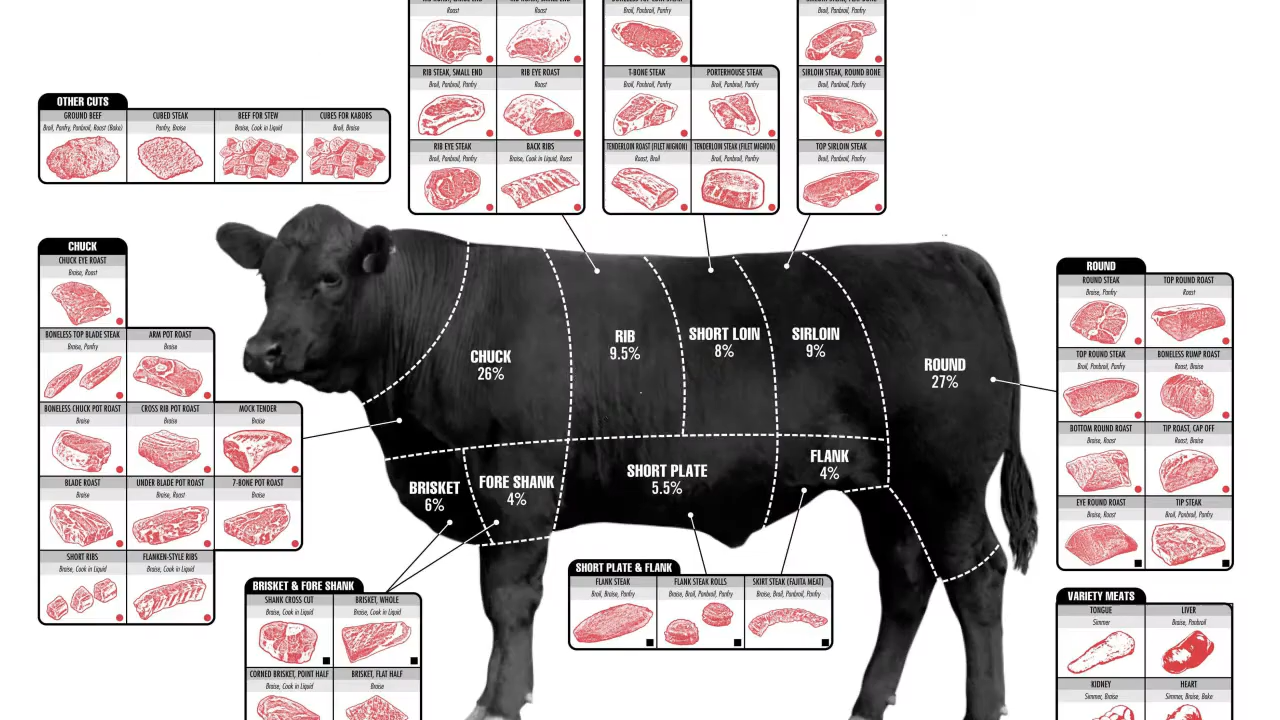 Roast
Roast
Broil, Panbroil, Panfry
Broil, Panbroil, Panfry
RIB STEAK, SMALL END
Broil, Panbroil, Panfry
RIB EYE ROAST
Roast
T-BONE STEAK
Broil, Panbroil, Panfry
PORTERHOUSE STEAK
Broil, Panbroil, Panfry
SIRLOIN STEAK, ROUND BONE
Broil, Panbroil, Panfry
RIB EYE STEAK
Broil, Panbroil, Panfry
BACK RIBS
Braise, Cook in Liquid, Roast
TENDERLOIN ROAST (FILET MIGNON)
Roast, Broil
TENDERLOIN STEAK (FILET MIGNON)
Broil, Panbroil, Panfry
TOP SIRLOIN STEAK
Broil, Panbroil, Panfry
OTHER CUTS
GROUND BEEF
Broil, Panfry, Panbroil, Roast (Bake)
CUBED STEAK
Panfry, Braise
BEEF FOR STEW
Braise, Cook in Liquid
CUBES FOR KABOBS
Broil, Braise
CHUCK
CHUCK EYE ROAST
Braise, Roast
BONELESS TOP BLADE STEAK
Braise, Panfry
ARM POT ROAST
Braise
BONELESS CHUCK POT ROAST
Braise
CROSS RIB POT ROAST
Braise
MOCK TENDER
Braise
BLADE ROAST
Braise
UNDER BLADE POT ROAST
Braise, Roast
7-BONE POT ROAST
Braise
SHORT RIBS
Braise, Cook in Liquid
FLANKEN-STYLE RIBS
Braise, Cook in Liquid
CHUCK
26%
RIB
9.5%
SHORT LOIN
8%
SIRLOIN
9%
ROUND
27%
BRISKET
6%
FORE SHANK
4%
SHORT PLATE
5.5%
FLANK
4%
ROUND
ROUND STEAK
Braise, Panfry
TOP ROUND ROAST
Roast
TOP ROUND STEAK
Broil, Panbroil, Panfry
BONELESS RUMP ROAST
Roast, Braise
BOTTOM ROUND ROAST
Braise, Roast
TIP ROAST, CAP OFF
Roast, Braise
EYE ROUND ROAST
Braise, Roast
TIP STEAK
Broil, Panbroil, Panfry
BRISKET & FORE SHANK
SHANK CROSS CUT
Braise, Cook in Liquid
BRISKET, WHOLE
Braise, Cook in Liquid
CORNED BRISKET, POINT HALF
Braise, Cook in Liquid
BRISKET, FLAT HALF
Braise
SHORT PLATE & FLANK
FLANK STEAK
Broil, Braise, Panfry
FLANK STEAK ROLLS
Braise, Broil, Panbroil, Panfry
SKIRT STEAK (FAJITA MEAT)
Braise, Broil, Panbroil, Panfry
VARIETY MEATS
TONGUE
Simmer
LIVER
Braise, Panbroil
KIDNEY
Simmer, Braise
HEART
Simmer, Braise, Bake